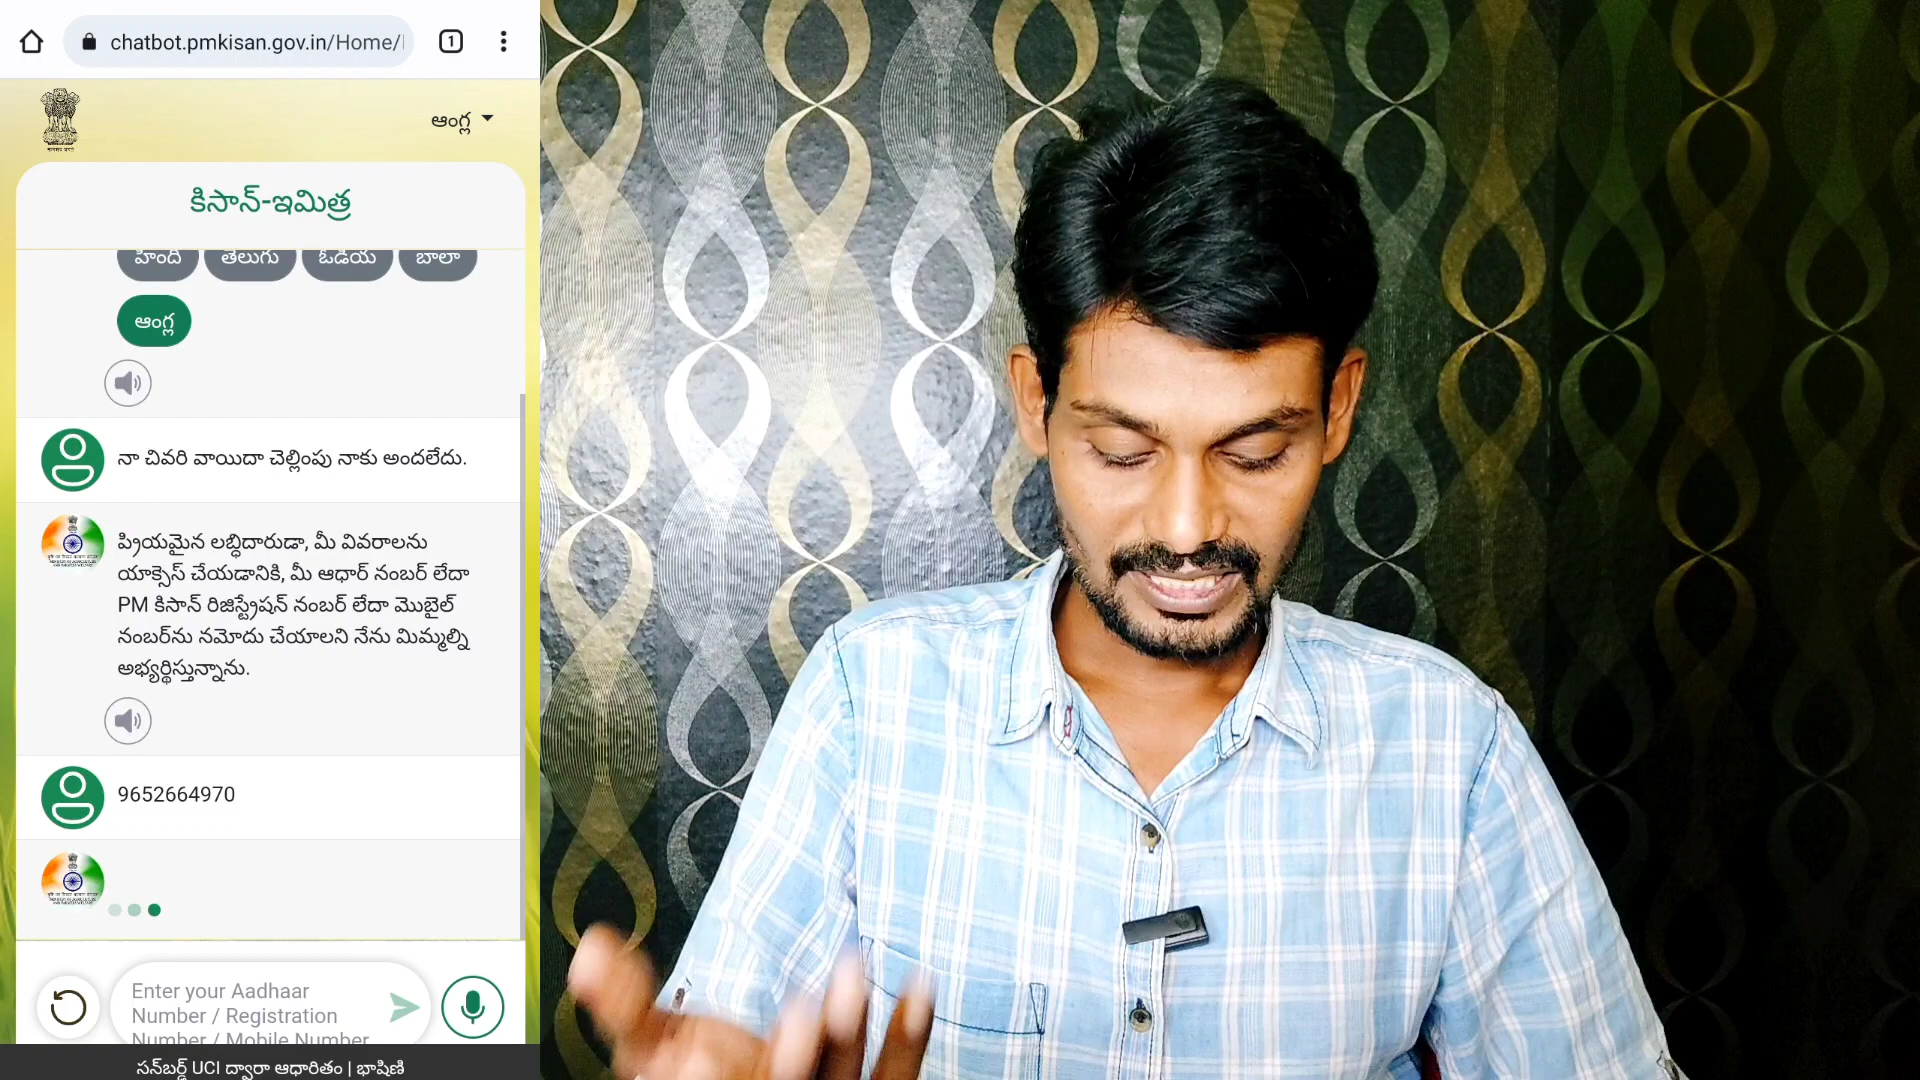 chatbot.pmkisan.gov.in/Home/
1
ఆంగ్ల
కిసాన్-ఇమిత్ర
హింది తెలుగు ఒడియ బాలా
ఆంగ్ల
నా చివరి వాయిదా చెల్లింపు నాకు అందలేదు.
ప్రియమైన లబ్ధిదారుడా, మీ వివరాలను
యాక్సెస్ చేయడానికి, మీ ఆధార్ నంబర్ లేదా
PM కిసాన్ రిజిస్ట్రేషన్ నంబర్ లేదా మొబైల్
నంబర్‌ను నమోదు చేయాలని నేను మిమ్మల్ని
అభ్యర్థిస్తున్నాను.
9652664970
Enter your Aadhaar
Number / Registration
Number / Mobile Number
సన్‌బర్డ్ UCI ద్వారా ఆధారితం | భాషిణి